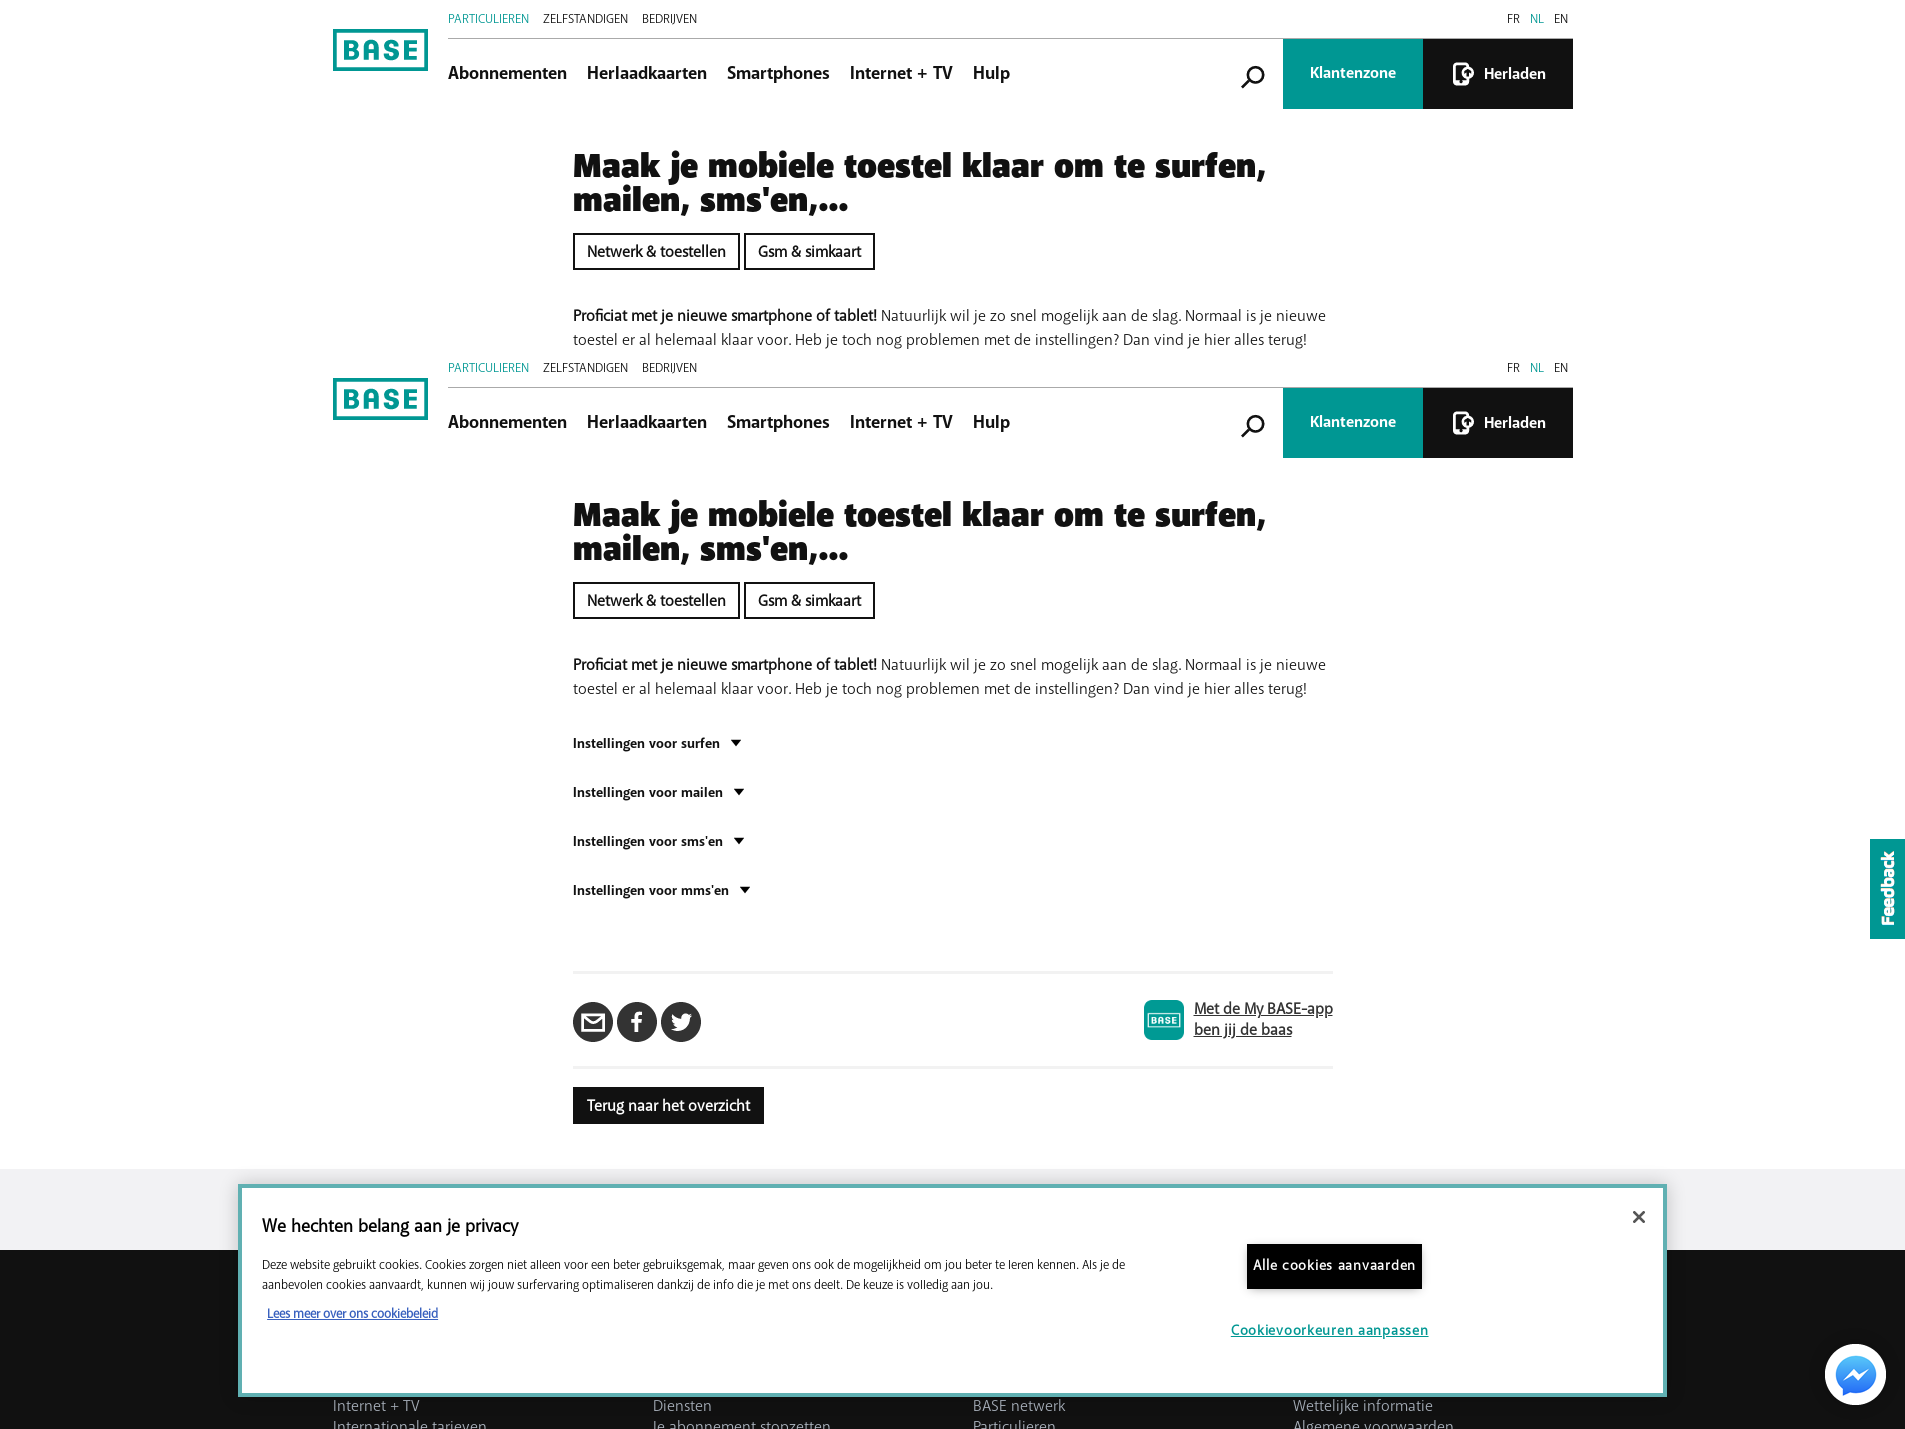 PARTICULIEREN ZELFSTANDIGEN BEDRIJVEN FR NL EN
BASE
Abonnementen Herlaadkaarten Smartphones Internet + TV Hulp Klantenzone Herladen
Maak je mobiele toestel klaar om te surfen,
mailen, sms'en,...
Netwerk & toestellen Gsm & simkaart
Proficiat met je nieuwe smartphone of tablet! Natuurlijk wil je zo snel mogelijk aan de slag. Normaal is je nieuwe
toestel er al helemaal klaar voor. Heb je toch nog problemen met de instellingen? Dan vind je hier alles terug!
PARTICULIEREN ZELFSTANDIGEN BEDRIJVEN FR NL EN
BASE
Abonnementen Herlaadkaarten Smartphones Internet + TV Hulp Klantenzone Herladen
Maak je mobiele toestel klaar om te surfen,
mailen, sms'en,...
Netwerk & toestellen Gsm & simkaart
Proficiat met je nieuwe smartphone of tablet! Natuurlijk wil je zo snel mogelijk aan de slag. Normaal is je nieuwe
toestel er al helemaal klaar voor. Heb je toch nog problemen met de instellingen? Dan vind je hier alles terug!
Instellingen voor surfen
Instellingen voor mailen
Instellingen voor sms'en
Instellingen voor mms'en
Feedback
BASE
Met de My BASE-app
ben jij de baas
Terug naar het overzicht
We hechten belang aan je privacy
Deze website gebruikt cookies. Cookies zorgen niet alleen voor een beter gebruiksgemak, maar geven ons ook de mogelijkheid om jou beter te leren kennen. Als je de
aanbevolen cookies aanvaardt, kunnen wij jouw surfervaring optimaliseren dankzij de info die je met ons deelt. De keuze is volledig aan jou.
Lees meer over ons cookiebeleid
Alle cookies aanvaarden
Cookievoorkeuren aanpassen
Internet + TV Diensten BASE netwerk Wettelijke informatie
Internationale tarieven Je abonnement stopzetten Particulieren Algemene voorwaarden